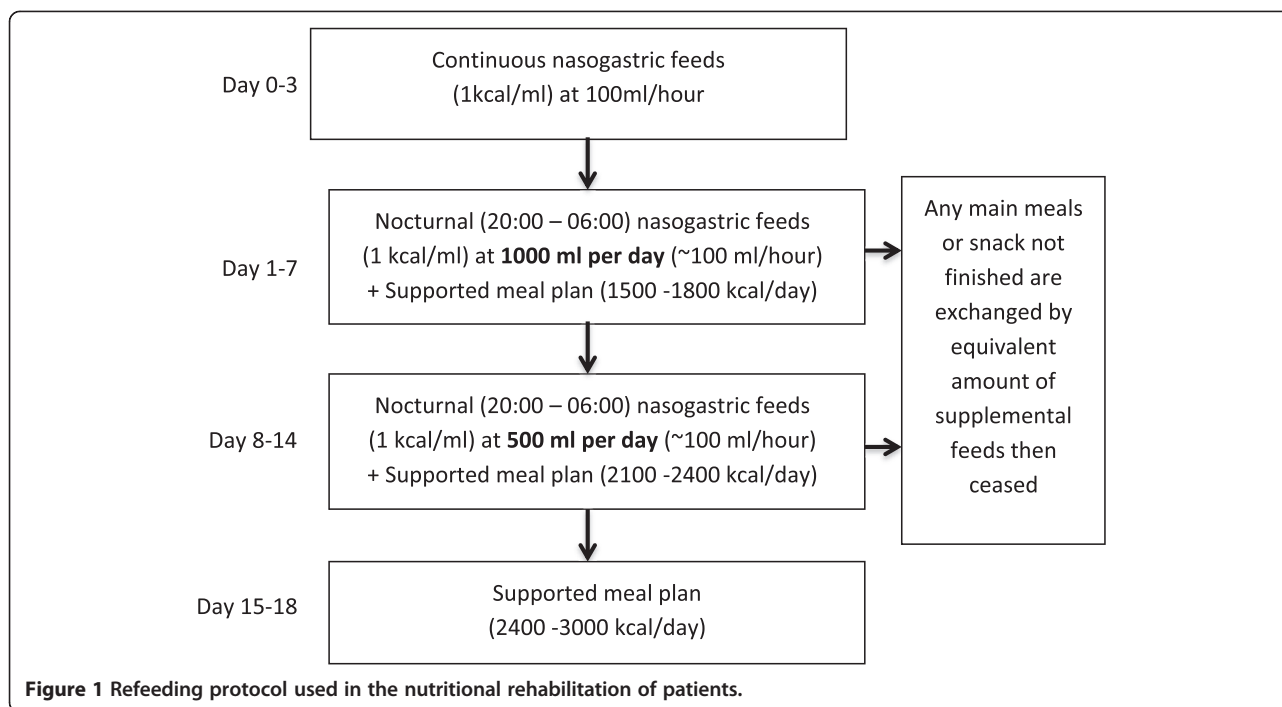 Day 0-3
Continuous nasogastric feeds
(1kcal/ml) at 100ml/hour
Day 1-7
Nocturnal (20:00 – 06:00) nasogastric feeds
(1 kcal/ml) at 1000 ml per day (~100 ml/hour)
+ Supported meal plan (1500 -1800 kcal/day)
Any main meals
or snack not
finished are
exchanged by
equivalent
amount of
supplemental
feeds then
ceased
Day 8-14
Nocturnal (20:00 – 06:00) nasogastric feeds
(1 kcal/ml) at 500 ml per day (~100 ml/hour)
+ Supported meal plan (2100 -2400 kcal/day)
Day 15-18
Supported meal plan
(2400 -3000 kcal/day)
Figure 1 Refeeding protocol used in the nutritional rehabilitation of patients.